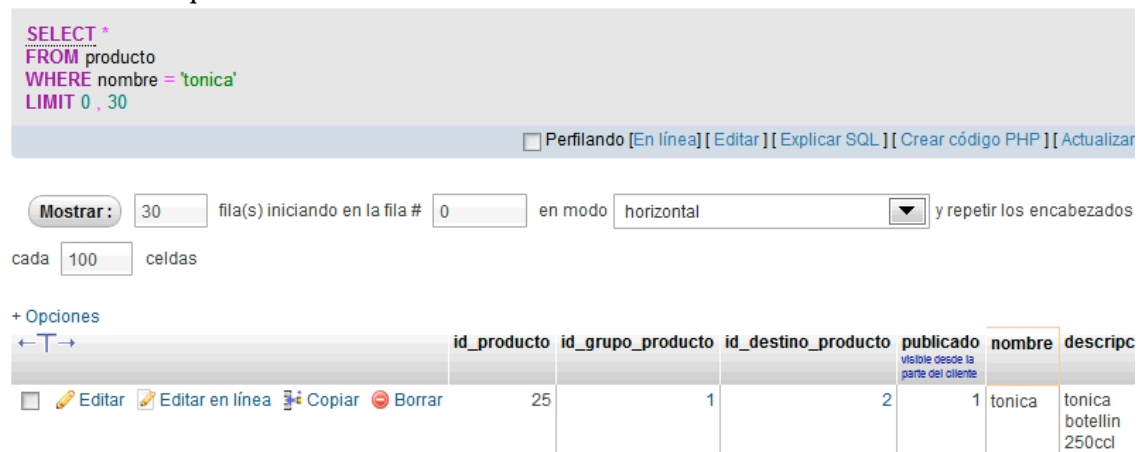 SELECT *
FROM producto
WHERE nombre = 'tonica'
LIMIT 0 , 30
Perfilando [En línea] [ Editar ] [ Explicar SQL ] [ Crear código PHP ] [ Actualizar
Mostrar : 30 fila(s) iniciando en la fila # 0 en modo horizontal y repetir los encabezados
cada 100 celdas
+ Opciones
←T→ id_producto id_grupo_producto id_destino_producto publicado nombre descripc
visible desde la
parte del cliente
Editar Editar en línea Copiar Borrar 25 1 2 1 tonica tonica
botellin
250ccl